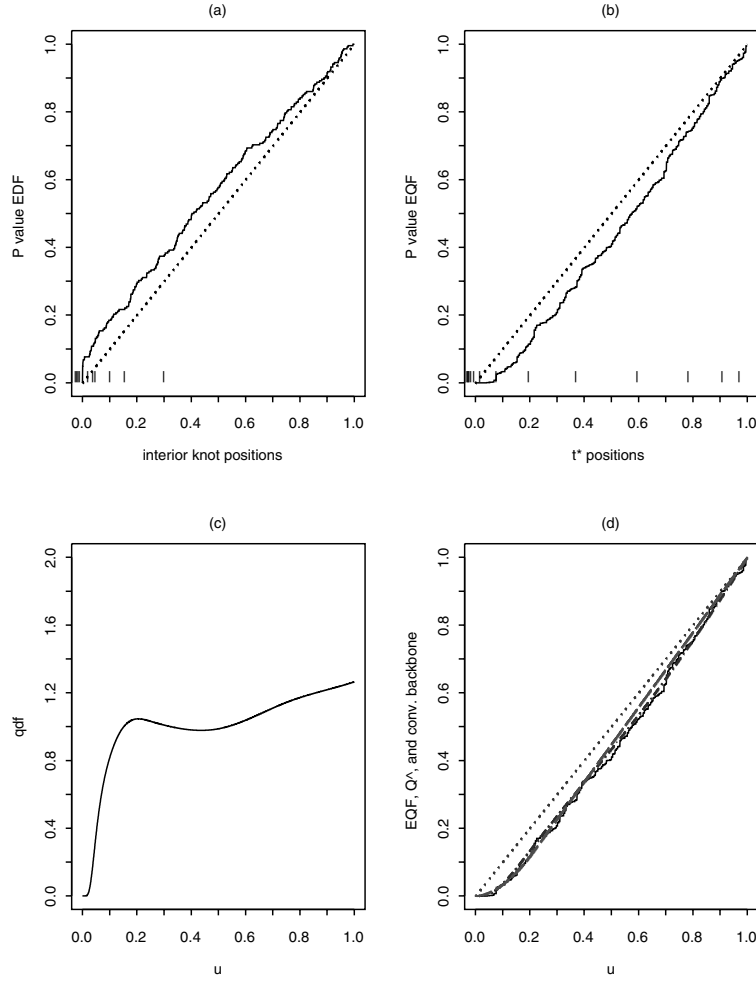 (a)
P value EDF
1.0
0.8
0.6
0.4
0.2
0.0
0.0 0.2 0.4 0.6 0.8 1.0
interior knot positions
(b)
P value EQF
1.0
0.8
0.6
0.4
0.2
0.0
0.0 0.2 0.4 0.6 0.8 1.0
t* positions
(c)
qdf
2.0
1.6
1.2
0.8
0.4
0.0
0.0 0.2 0.4 0.6 0.8 1.0
u
(d)
EQF, Q^, and conv. backbone
1.0
0.8
0.6
0.4
0.2
0.0
0.0 0.2 0.4 0.6 0.8 1.0
u